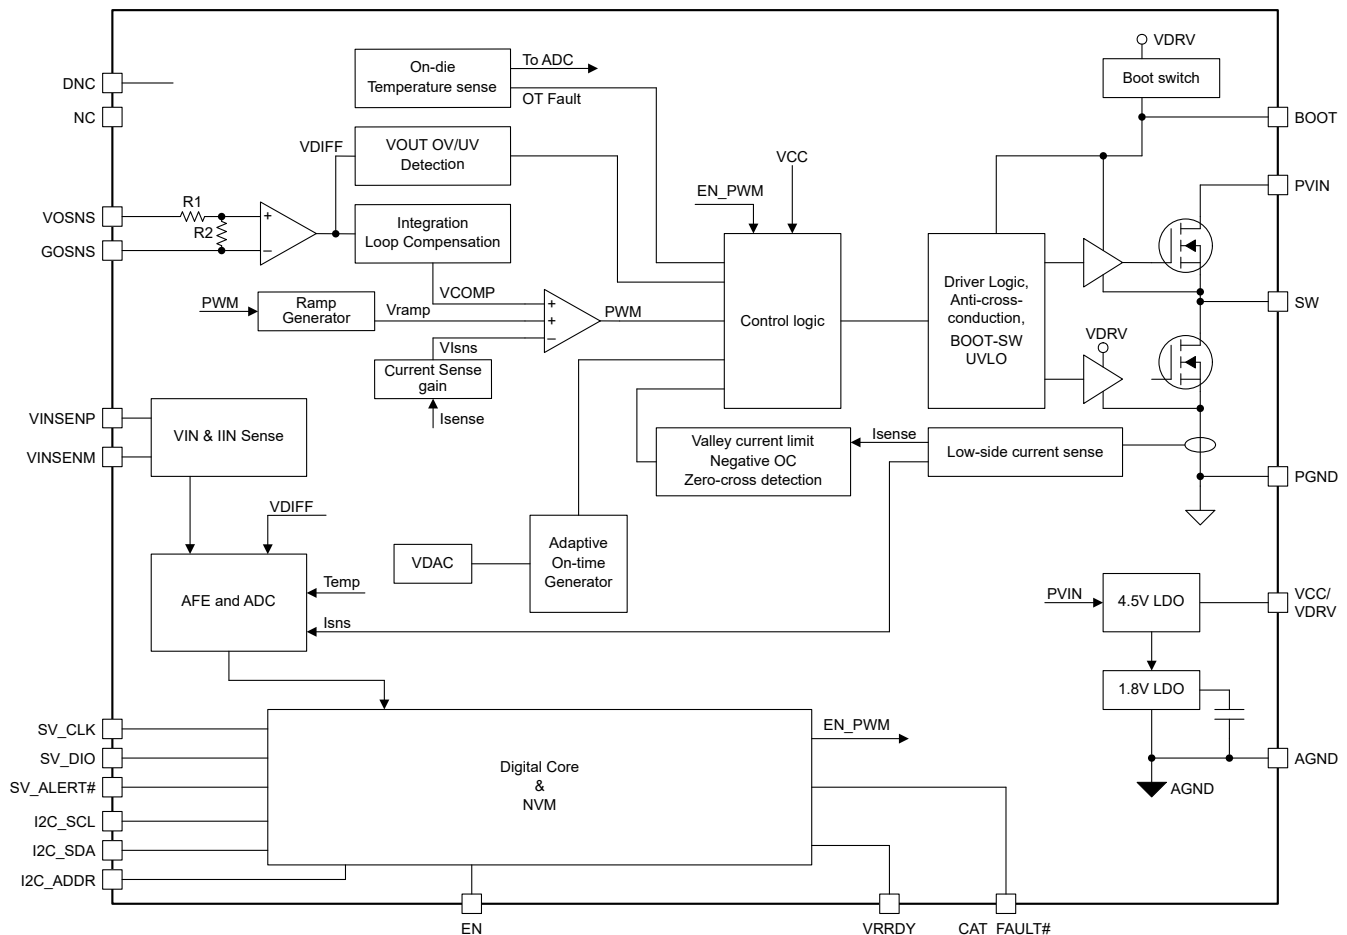 VDRV
Boot switch
On-die
Temperature sense
To ADC
OT Fault
DNC
NC
BOOT
VDIFF
VOUT OV/UV
Detection
VCC
EN_PWM
PVIN
R1
VOSNS
+
R2
GOSNS
−
Integration
Loop Compensation
Driver Logic,
Anti-cross-
conduction,
BOOT-SW
UVLO
VCOMP
PWM
Ramp
Generator
Vramp
+
+
−
PWM
Control logic
SW
VDRV
VIsns
Current Sense
gain
Isense
VINSENP
VINSENM
VIN & IIN Sense
Valley current limit
Negative OC
Zero-cross detection
Isense
Low-side current sense
PGND
VDIFF
VDAC
Adaptive
On-time
Generator
AFE and ADC
Temp
Isns
PVIN
4.5V LDO
VCC/
VDRV
1.8V LDO
SV_CLK
SV_DIO
SV_ALERT#
I2C_SCL
I2C_SDA
I2C_ADDR
Digital Core
&
NVM
EN_PWM
AGND
AGND
EN
VRRDY
CAT_FAULT#